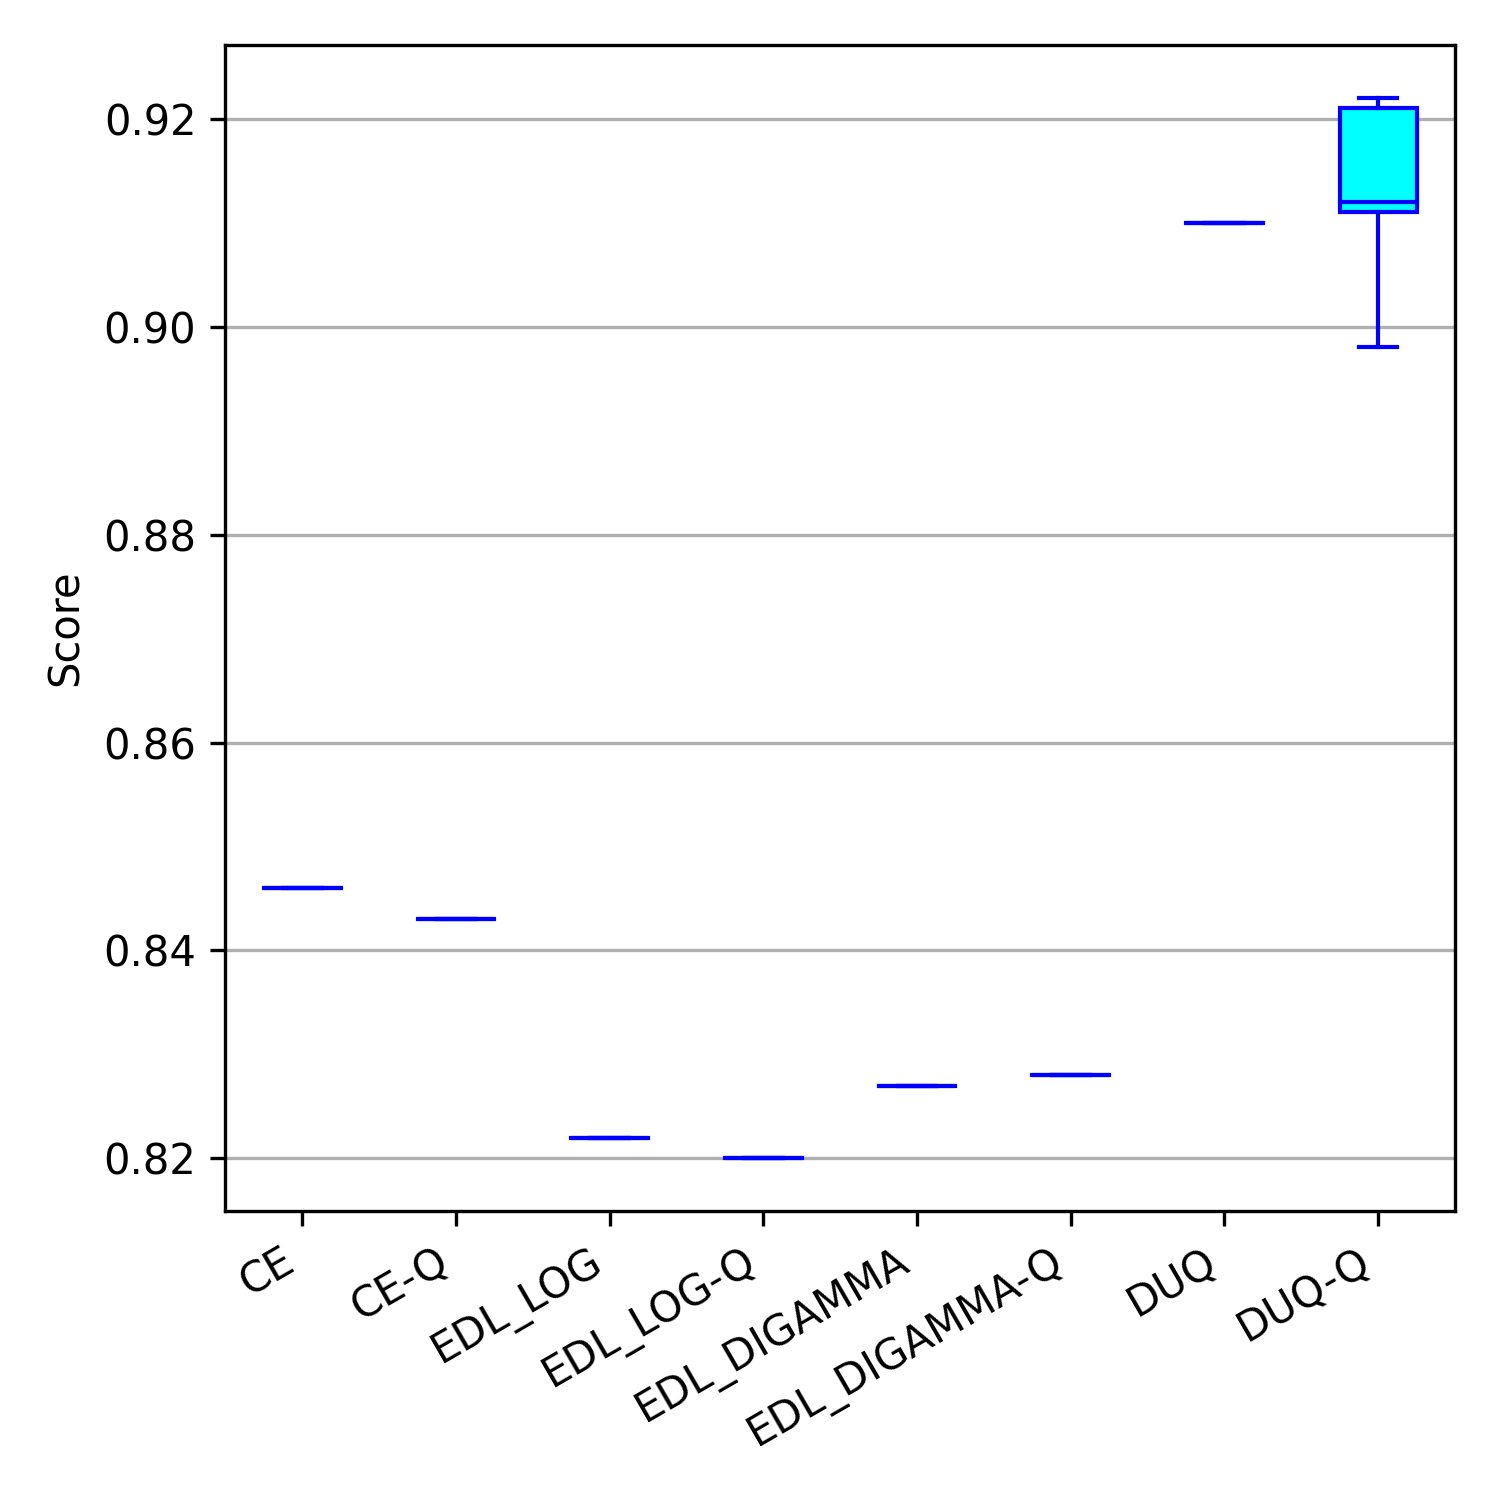 0.92
0.90
0.88
0.86
0.84
0.82
Score
CE
CE-Q
EDL_LOG
EDL_LOG-Q
EDL_DIGAMMA
EDL_DIGAMMA-Q
DUQ
DUQ-Q